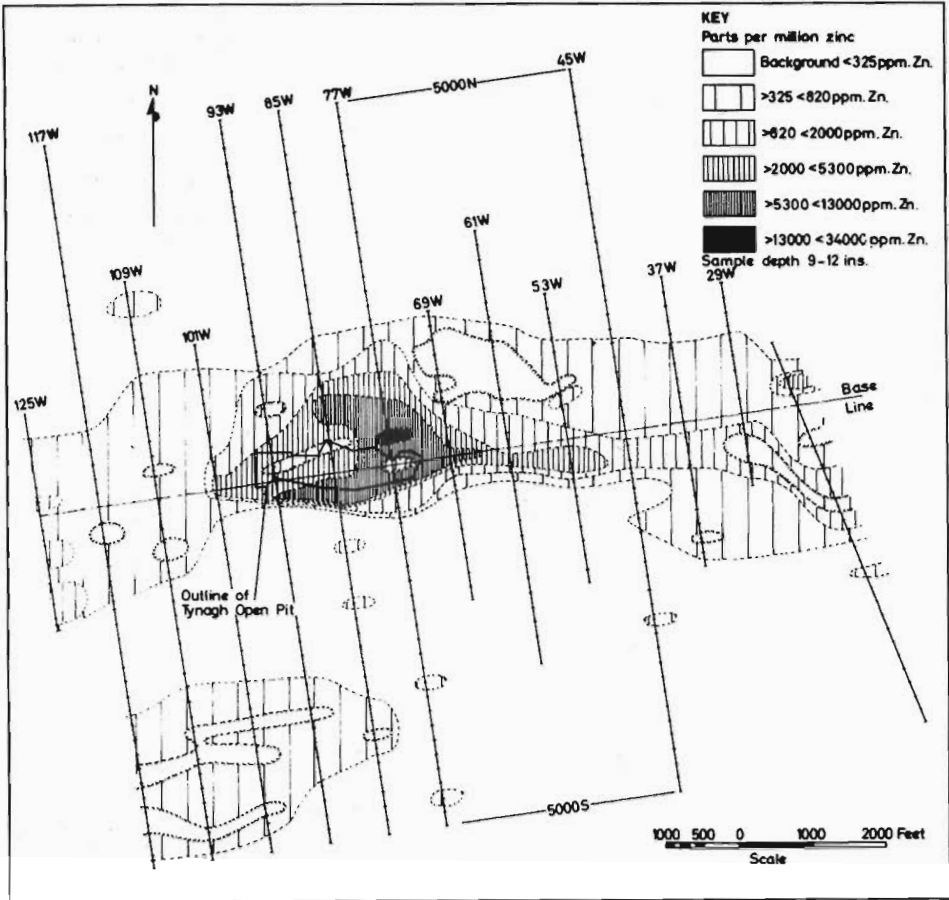 KEY
Parts per million zinc
Background <325ppm.Zn.
>325 <820ppm.Zn.
>820 <2000ppm.Zn.
>2000 <5300ppm.Zn.
>5300 <13000ppm.Zn.
>13000 <34000ppm.Zn.
Sample depth 9-12 ins.
N
117W
93W
85W
77W
5000N
45W
109W
61W
101W
69W
53W
37W
29W
125W
Base
Line
Outline of
Tynagh Open Pit
5000S
1000 500 0 1000 2000 Feet
Scale